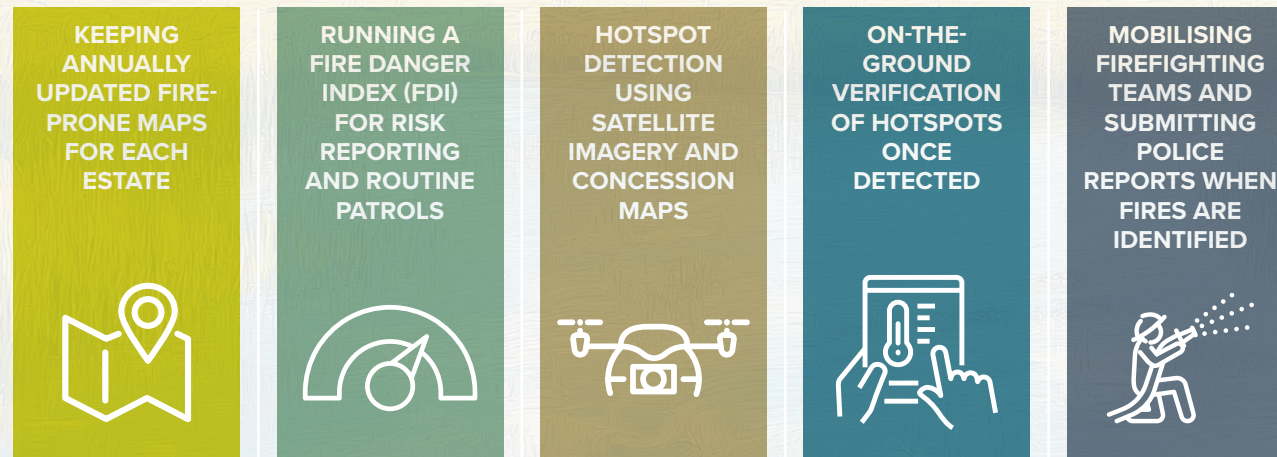 KEEPING
ANNUALLY
UPDATED FIRE-
PRONE MAPS
FOR EACH
ESTATE
RUNNING A
FIRE DANGER
INDEX (FDI)
FOR RISK
REPORTING
AND ROUTINE
PATROLS
HOTSPOT
DETECTION
USING
SATELLITE
IMAGERY AND
CONCESSION
MAPS
ON-THE-
GROUND
VERIFICATION
OF HOTSPOTS
ONCE
DETECTED
MOBILISING
FIREFIGHTING
TEAMS AND
SUBMITTING
POLICE
REPORTS WHEN
FIRES ARE
IDENTIFIED